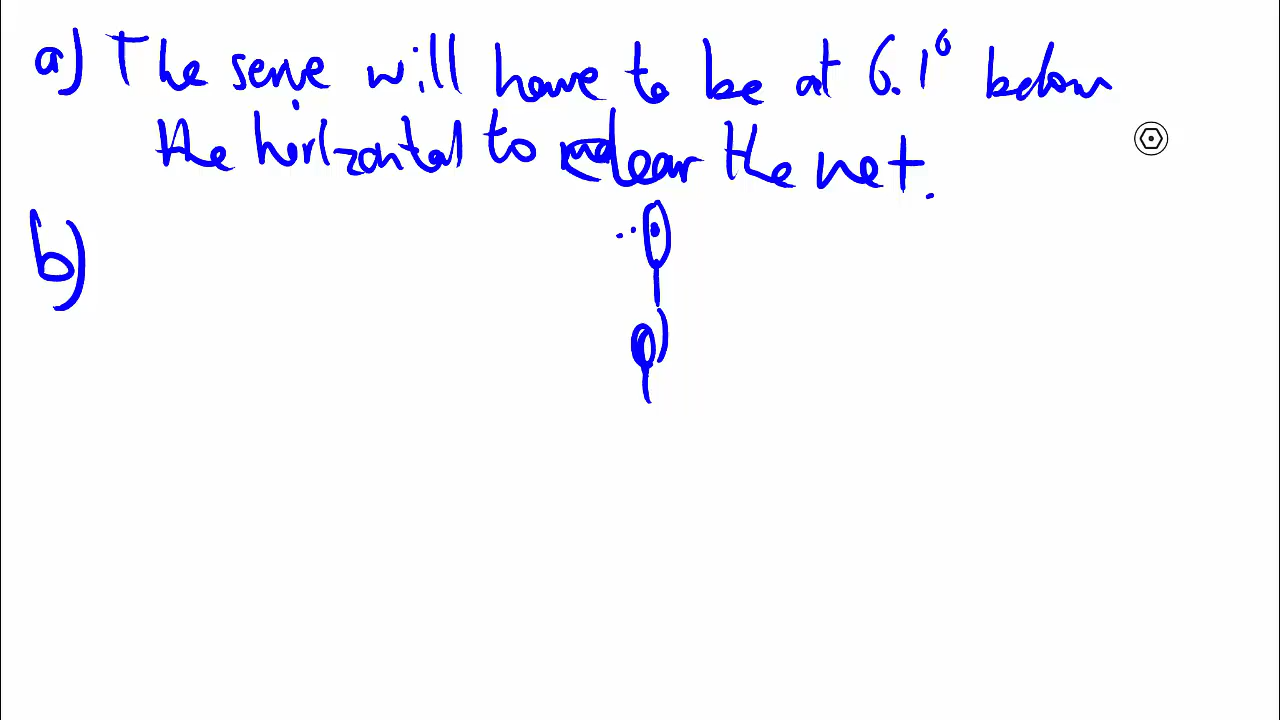 a) The serve will have to be at 6.1° below
the horizontal to clear the net.
b)